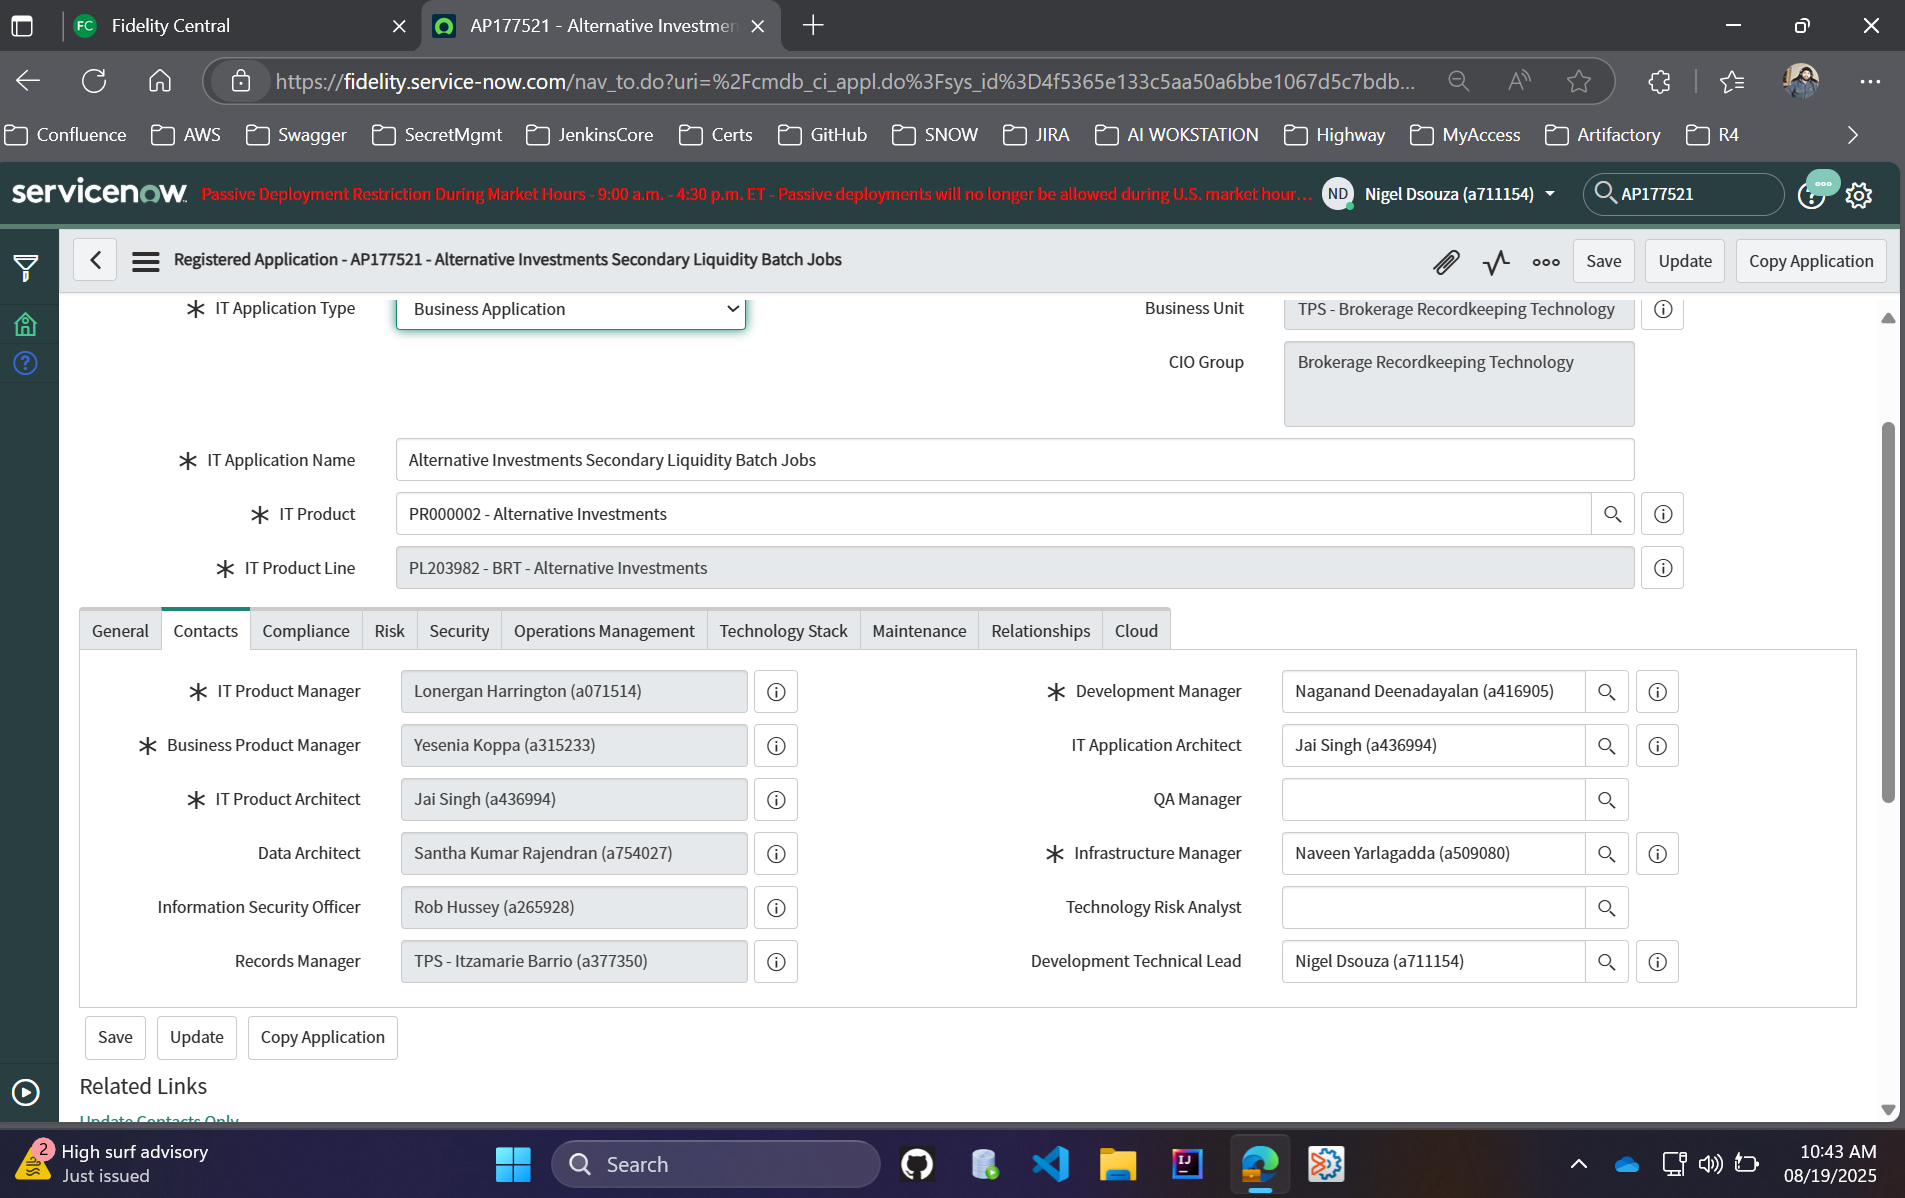 Fidelity Central
AP177521 - Alternative Investmen
https://fidelity.service-now.com/nav_to.do?uri=%2Fcmdb_ci_appl.do%3Fsys_id%3D4f5365e133c5aa50a6bbe1067d5c7bdb...
Confluence AWS Swagger SecretMgmt JenkinsCore Certs GitHub SNOW JIRA AI WOKSTATION Highway MyAccess Artifactory R4
servicenow Passive Deployment Restriction During Market Hours - 9:00 a.m. - 4:30 p.m. ET - Passive deployments will no longer be allowed during U.S. market hour... ND Nigel Dsouza (a711154) AP177521
Registered Application - AP177521 - Alternative Investments Secondary Liquidity Batch Jobs Save Update Copy Application
IT Application Type Business Application Business Unit TPS - Brokerage Recordkeeping Technology
CIO Group Brokerage Recordkeeping Technology
IT Application Name Alternative Investments Secondary Liquidity Batch Jobs
IT Product PR000002 - Alternative Investments
IT Product Line PL203982 - BRT - Alternative Investments
General Contacts Compliance Risk Security Operations Management Technology Stack Maintenance Relationships Cloud
IT Product Manager Lonergan Harrington (a071514) Development Manager Naganand Deenadayalan (a416905)
Business Product Manager Yesenia Koppa (a315233) IT Application Architect Jai Singh (a436994)
IT Product Architect Jai Singh (a436994) QA Manager
Data Architect Santha Kumar Rajendran (a754027) Infrastructure Manager Naveen Yarlagadda (a509080)
Information Security Officer Rob Hussey (a265928) Technology Risk Analyst
Records Manager TPS - Itzamarie Barrio (a377350) Development Technical Lead Nigel Dsouza (a711154)
Save Update Copy Application
Related Links
Update Contacts Only
2 High surf advisory
Just issued
Search
10:43 AM
08/19/2025